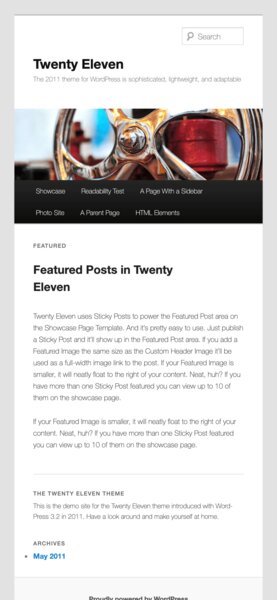 Search
Twenty Eleven
The 2011 theme for WordPress is sophisticated, lightweight, and adaptable
Showcase Readability Test A Page With a Sidebar
Photo Site A Parent Page HTML Elements
FEATURED
Featured Posts in Twenty
Eleven
Twenty Eleven uses Sticky Posts to power the Featured Post area on
the Showcase Page Template. And it's pretty easy to use. Just publish
a Sticky Post and it'll show up in the Featured Post area. If you add a
Featured Image the same size as the Custom Header Image it'll be
used as a full-width image link to the post. If your Featured Image is
smaller, it will neatly float to the right of your content. Neat, huh? If you
have more than one Sticky Post featured you can view up to 10 of
them on the showcase page.
If your Featured Image is smaller, it will neatly float to the right of your
content. Neat, huh? If you have more than one Sticky Post featured
you can view up to 10 of them on the showcase page.
THE TWENTY ELEVEN THEME
This is the demo site for the Twenty Eleven theme introduced with Word-
Press 3.2 in 2011. Have a look around and make yourself at home.
ARCHIVES
May 2011
Proudly powered by WordPress